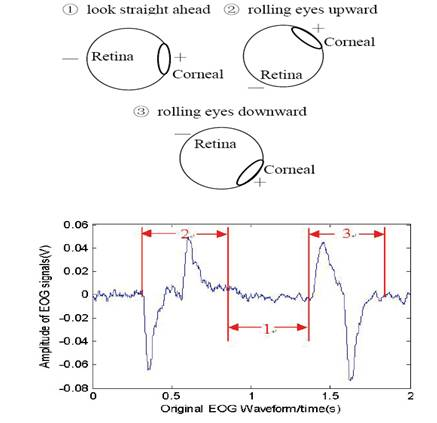 ① look straight ahead ② rolling eyes upward
— Retina + Corneal
+ Corneal Retina —
③ rolling eyes downward
— Retina
Corneal +
Amplitude of EOG signals(V)
0.06
0.04
0.02
0
-0.02
-0.04
-0.06
-0.08
2
3
1
0 0.5 1 1.5 2
Original EOG Waveform/time(s)